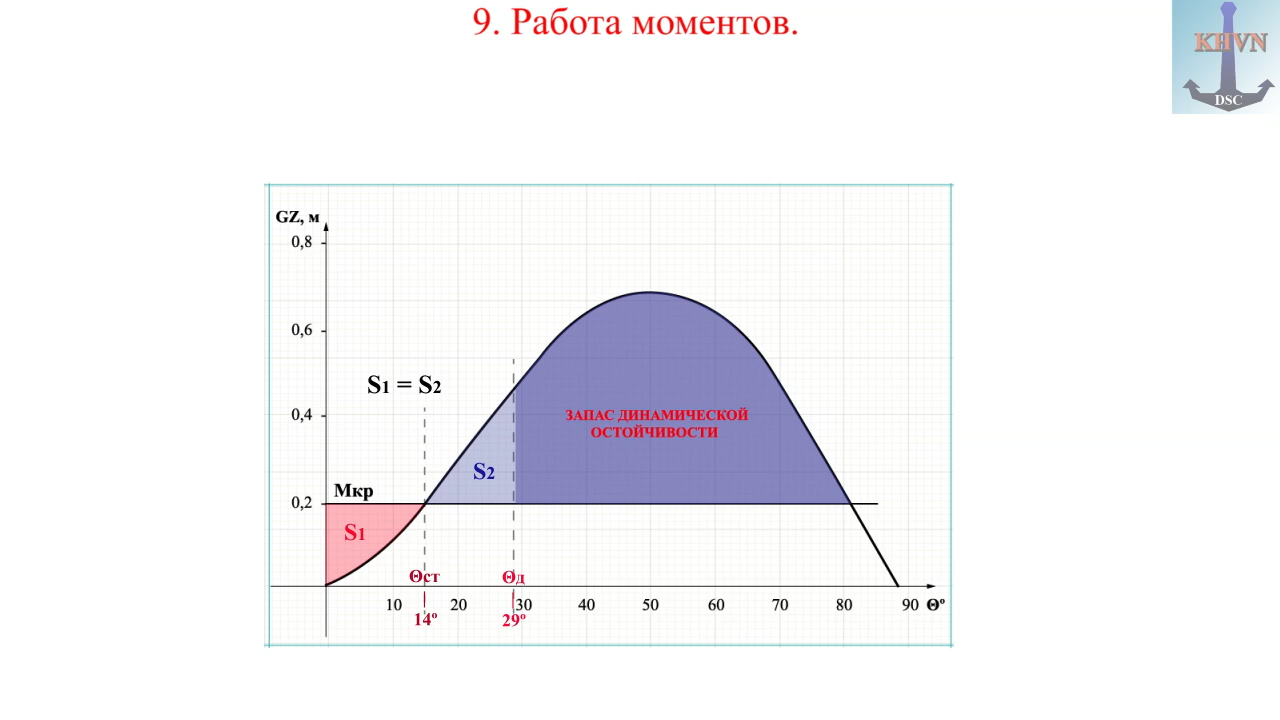 9. Работа моментов.
KHVN
DSC
GZ, м
0,8
0,6
S1 = S2
0,4
ЗАПАС ДИНАМИЧЕСКОЙ
ОСТОЙЧИВОСТИ
S2
Мкр
0,2
S1
Θст
Θд
10 20 30 40 50 60 70 80 90 Θº
14º
29º